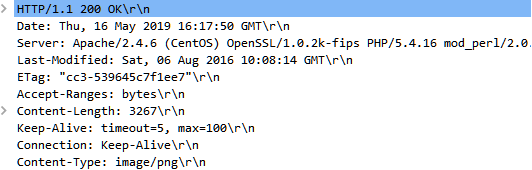 HTTP/1.1 200 OK\r\n
Date: Thu, 16 May 2019 16:17:50 GMT\r\n
Server: Apache/2.4.6 (CentOS) OpenSSL/1.0.2k-fips PHP/5.4.16 mod_perl/2.0.
Last-Modified: Sat, 06 Aug 2016 10:08:14 GMT\r\n
ETag: "cc3-539645c7f1ee7"\r\n
Accept-Ranges: bytes\r\n
Content-Length: 3267\r\n
Keep-Alive: timeout=5, max=100\r\n
Connection: Keep-Alive\r\n
Content-Type: image/png\r\n